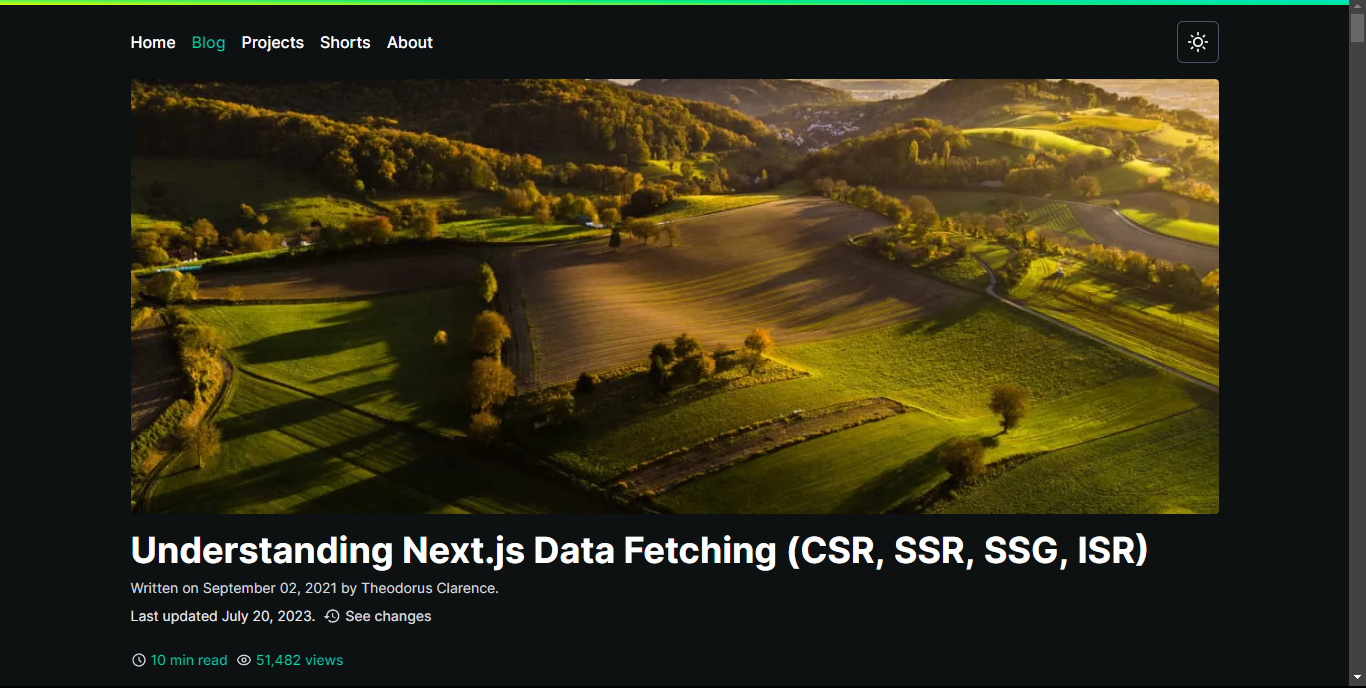 Home Blog Projects Shorts About
Understanding Next.js Data Fetching (CSR, SSR, SSG, ISR)
Written on September 02, 2021 by Theodorus Clarence.
Last updated July 20, 2023. See changes
10 min read 51,482 views